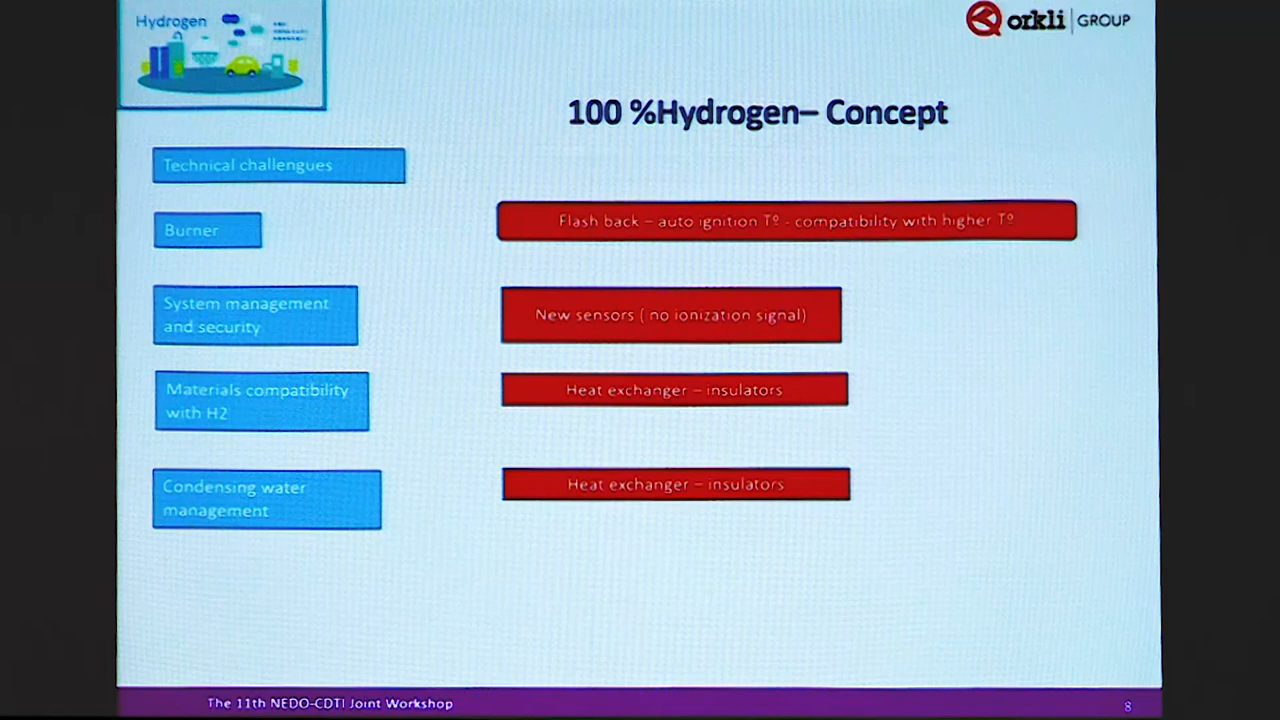 Hydrogen
orkli GROUP
100 %Hydrogen– Concept
Technical challengues
Burner
Flash back – auto ignition Tº - compatibility with higher Tº
System management
and security
New sensors ( no ionization signal)
Materials compatibility
with H2
Heat exchanger – insulators
Condensing water
management
Heat exchanger – insulators
The 11th NEDO-CDTI Joint Workshop
8